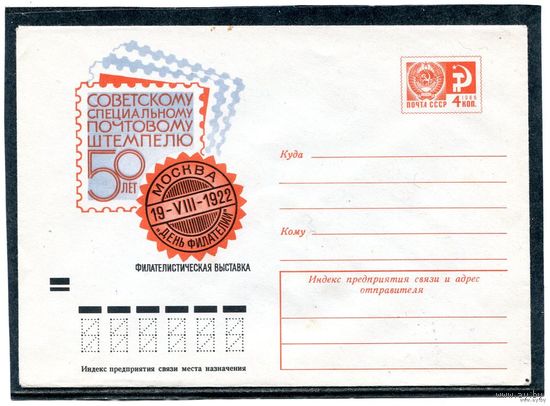 СОВЕТСКОМУ
СПЕЦИАЛЬНОМУ
ПОЧТОВОМУ
ШТЕМПЕЛЮ
50 ЛЕТ
МОСКВА
19-VIII-1922
„ДЕНЬ ФИЛАТЕЛИИ"
ФИЛАТЕЛИСТИЧЕСКАЯ ВЫСТАВКА
1966
ПОЧТА СССР 4 КОП.
Куда
Кому
Индекс предприятия связи и адрес
отправителя
Индекс предприятия связи места назначения